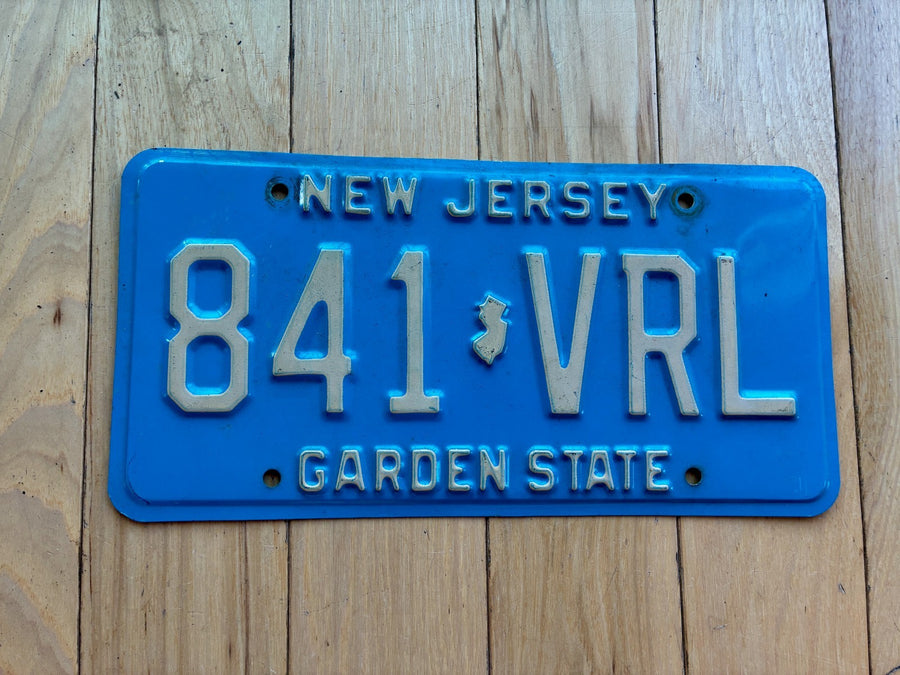 NEW JERSEY
841 VRL
GARDEN STATE